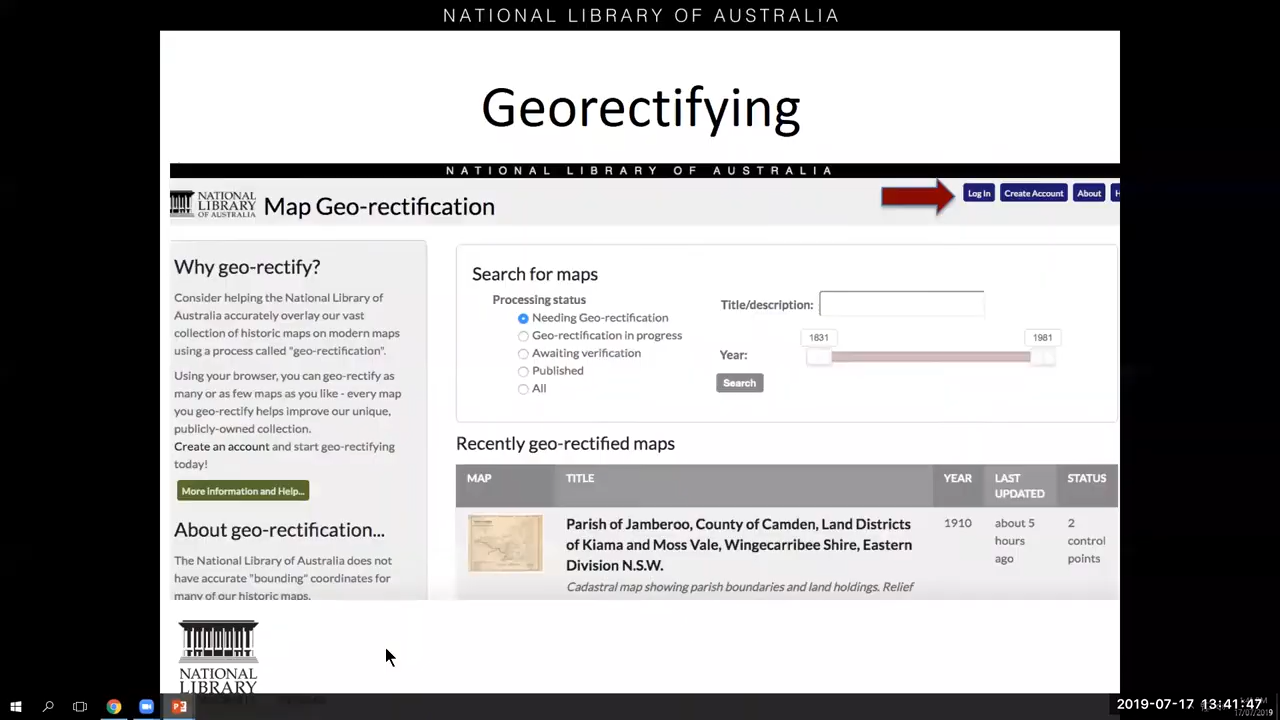 NATIONAL LIBRARY OF AUSTRALIA
Georectifying
NATIONAL LIBRARY OF AUSTRALIA
NATIONAL
LIBRARY
OF AUSTRALIA
Map Geo-rectification
Log In
Create Account
About
H
Why geo-rectify?
Consider helping the National Library of
Australia accurately overlay our vast
collection of historic maps on modern maps
using a process called "geo-rectification".
Using your browser, you can geo-rectify as
many or as few maps as you like - every map
you geo-rectify helps improve our unique,
publicly-owned collection.
Create an account and start geo-rectifying
today!
More information and Help...
About geo-rectification...
The National Library of Australia does not
have accurate "bounding" coordinates for
many of our historic maps.
Search for maps
Processing status
Needing Geo-rectification
Geo-rectification in progress
Awaiting verification
Published
All
Title/description:
1831
1981
Year:
Search
Recently geo-rectified maps
MAP
TITLE
YEAR
LAST
UPDATED
STATUS
Parish of Jamberoo, County of Camden, Land Districts
of Kiama and Moss Vale, Wingecarribee Shire, Eastern
Division N.S.W.
Cadastral map showing parish boundaries and land holdings. Relief
1910
about 5
hours
ago
2
control
points
NATIONAL
LIBRARY
2019-07-17 13:41:47
17/07/2019